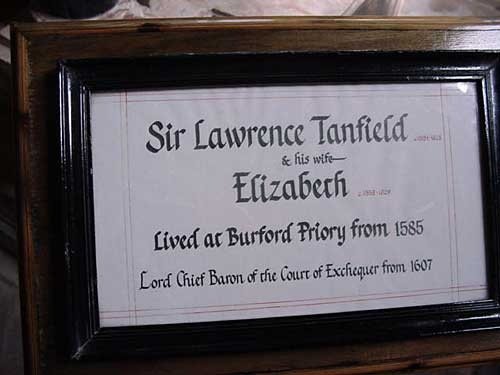 Sir Lawrence Tanfield
& his wife
Elizabeth
Lived at Burford Priory from 1585
Lord Chief Baron of the Court of Exchequer from 1607